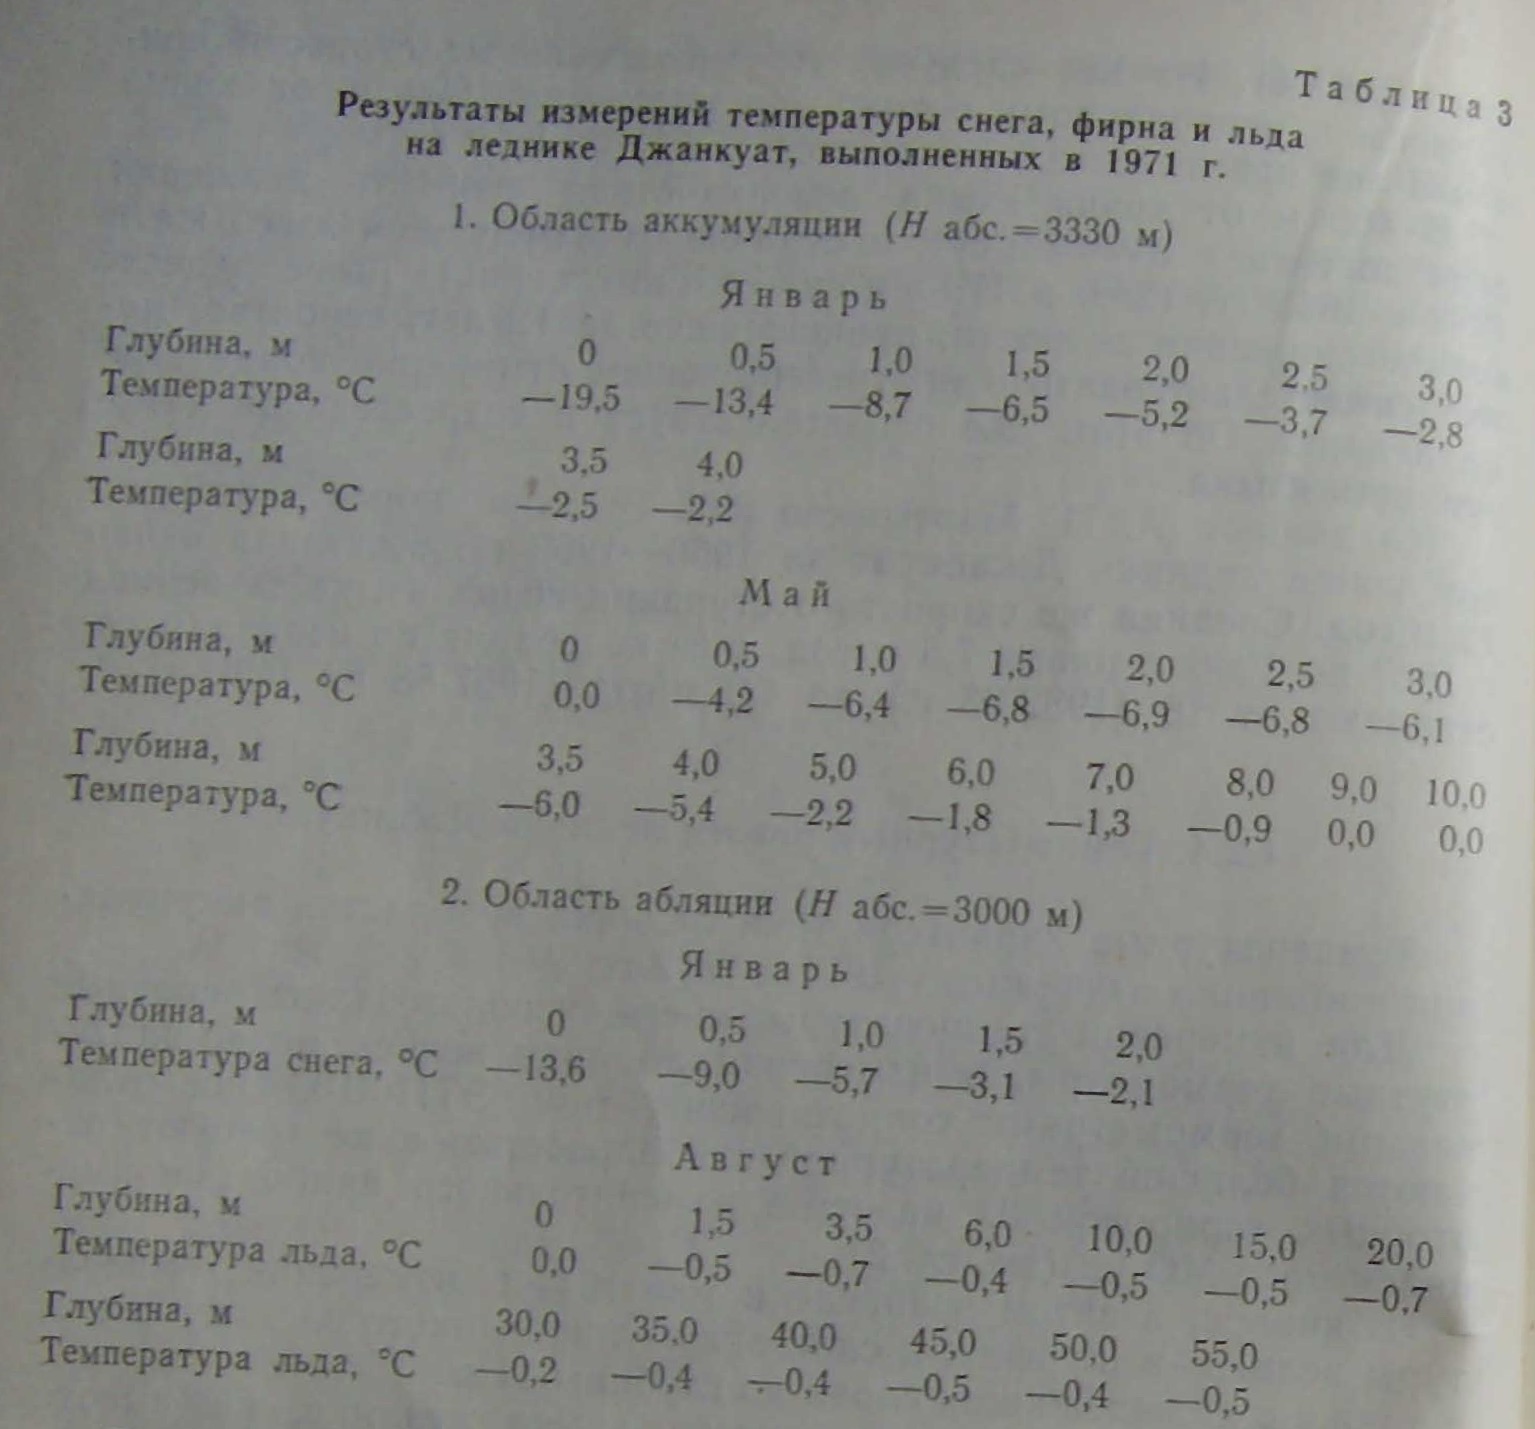 Таблица 3
Результаты измерений температуры снега, фирна и льда
на леднике Джанкуат, выполненных в 1971 г.
1. Область аккумуляции (Н абс.=3330 м)
Январь
Глубина, м 0 0,5 1,0 1,5 2,0 2,5 3,0
Температура, °С —19,5 —13,4 —8,7 —6,5 —5,2 —3,7 —2,8
Глубина, м 3,5 4,0
Температура, °С —2,5 —2,2
Май
Глубина, м 0 0,5 1,0 1,5 2,0 2,5 3,0
Температура, °С 0,0 —4,2 —6,4 —6,8 —6,9 —6,8 —6,1
Глубина, м 3,5 4,0 5,0 6,0 7,0 8,0 9,0 10,0
Температура, °С —6,0 —5,4 —2,2 —1,8 —1,3 —0,9 0,0 0,0
2. Область абляции (Н абс.=3000 м)
Январь
Глубина, м 0 0,5 1,0 1,5 2,0
Температура снега, °С —13,6 —9,0 —5,7 —3,1 —2,1
Август
Глубина, м 0 1,5 3,5 6,0 10,0 15,0 20,0
Температура льда, °С 0,0 —0,5 —0,7 —0,4 —0,5 —0,5 —0,7
Глубина, м 30,0 35,0 40,0 45,0 50,0 55,0
Температура льда, °С —0,2 —0,4 —0,4 —0,5 —0,4 —0,5